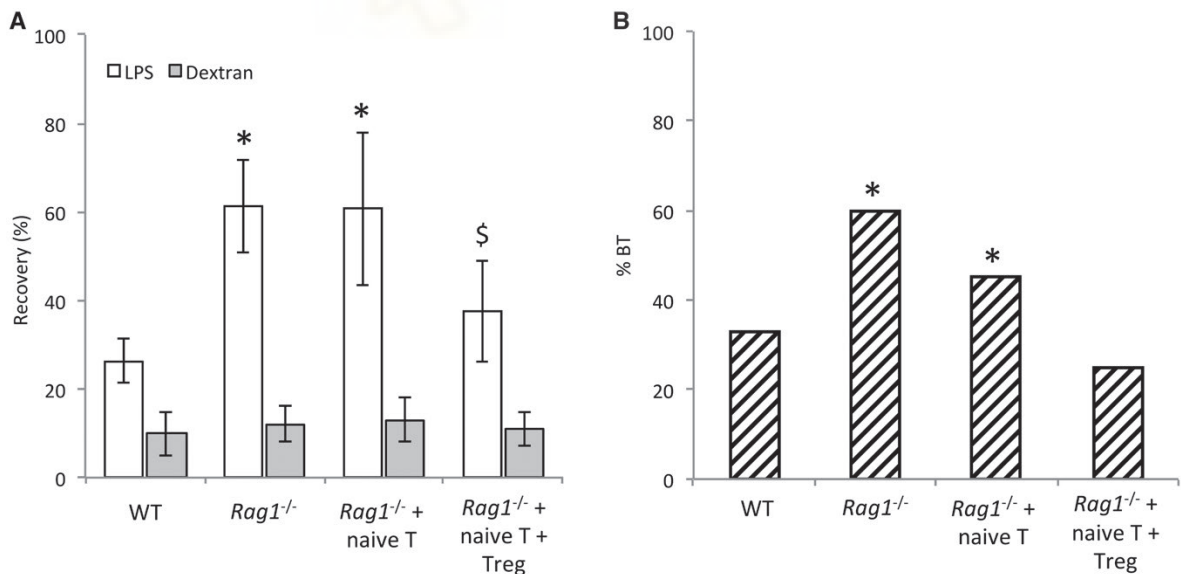 A
100
80
60
40
20
0
Recovery (%)
LPS Dextran
*
*
$
WT
Rag1-/-
Rag1-/- +
naive T
Rag1-/- +
naive T +
Treg
B
100
80
60
40
20
0
% BT
*
*
WT
Rag1-/-
Rag1-/- +
naive T
Rag1-/- +
naive T +
Treg